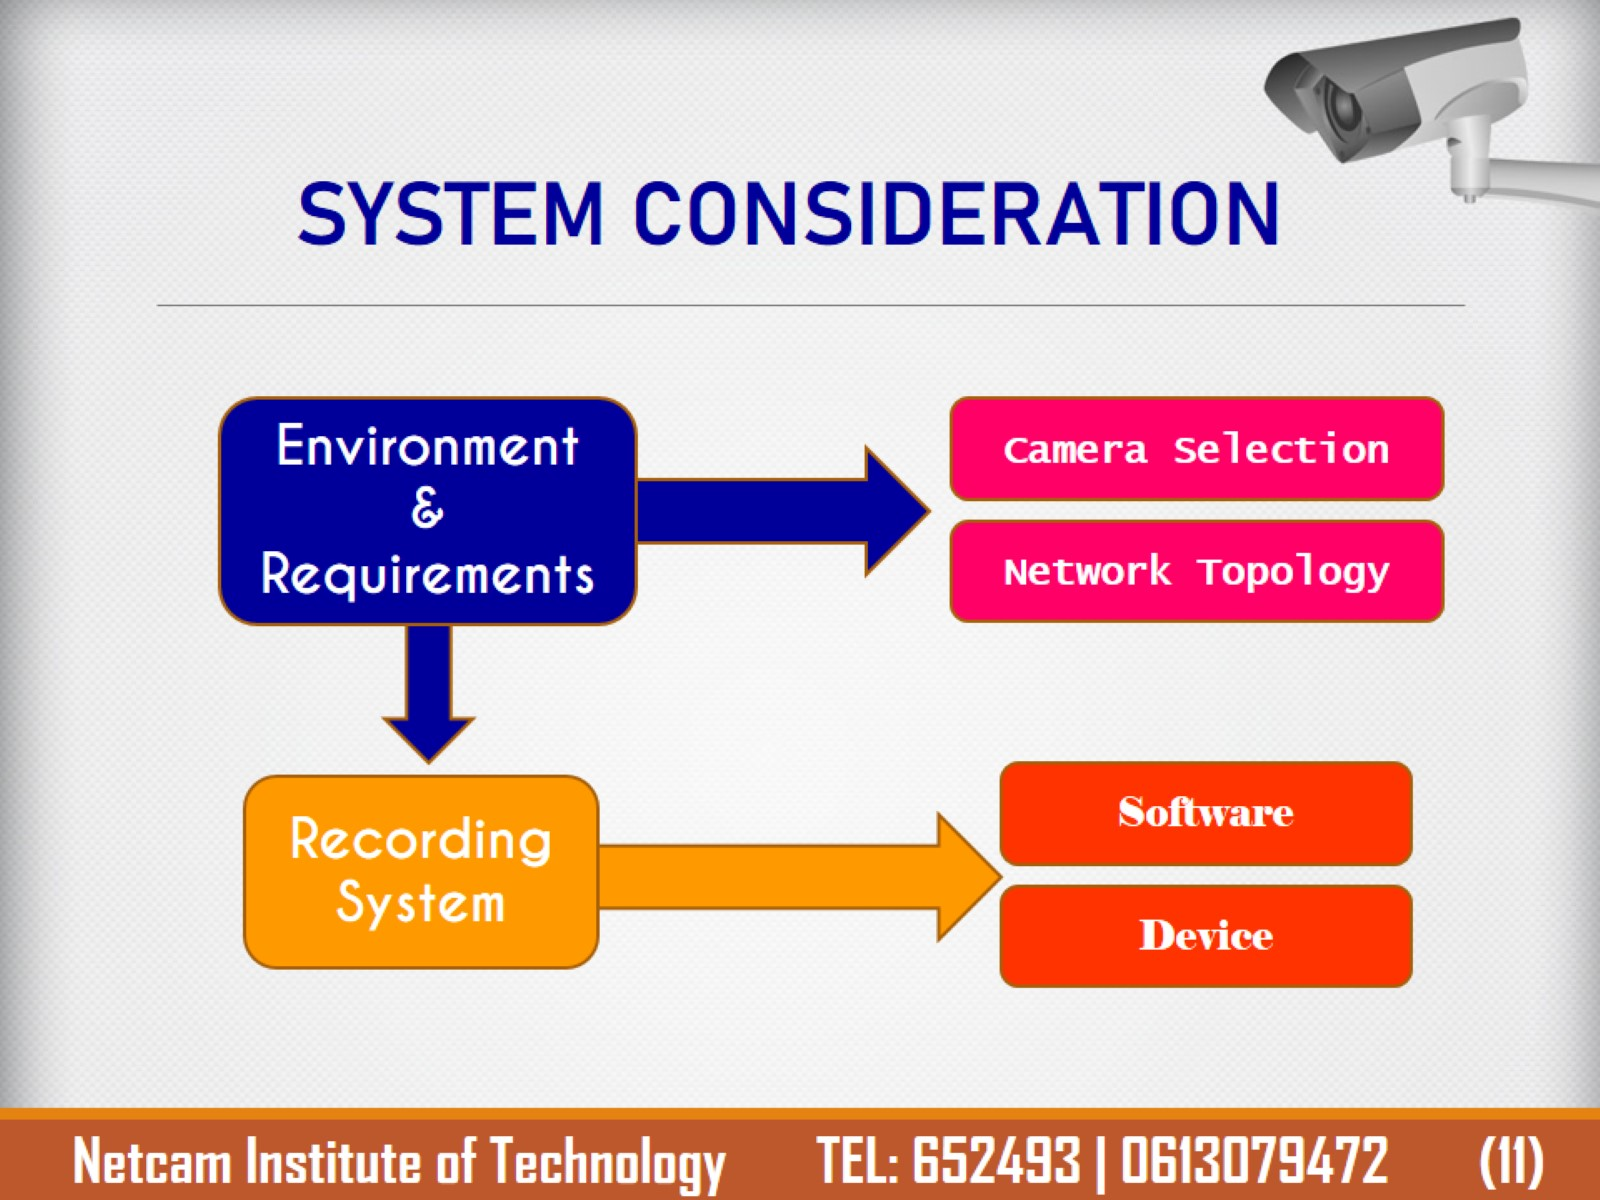 SYSTEM CONSIDERATION
Environment
&
Requirements
Camera Selection
Network Topology
Recording
System
Software
Device
Netcam Institute of Technology TEL: 652493 | 0613079472 (11)